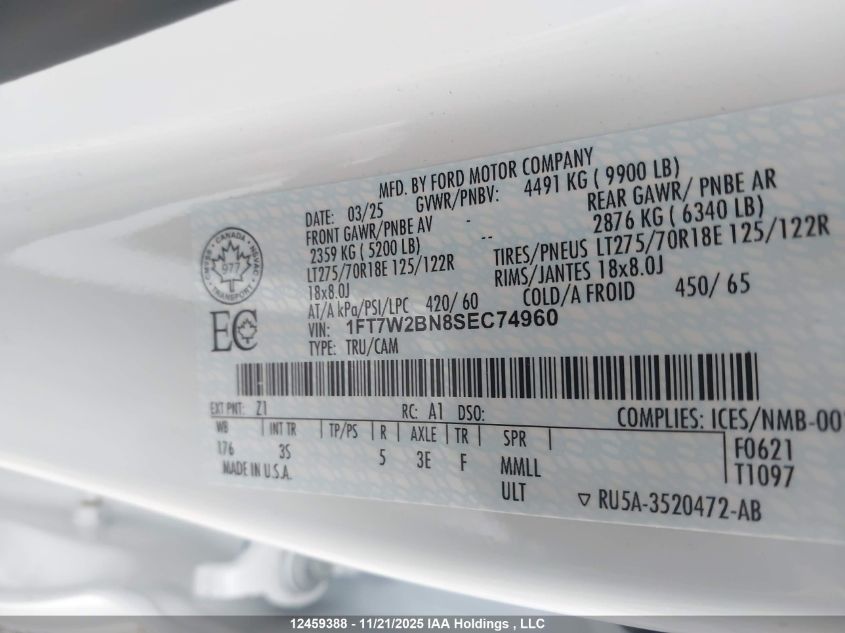 MFD. BY FORD MOTOR COMPANY
DATE: 03/25 GVWR/PNBV: 4491 KG ( 9900 LB)
FRONT GAWR/PNBE AV - REAR GAWR/ PNBE AR
2359 KG ( 5200 LB) -- 2876 KG ( 6340 LB)
LT275/70R18E 125/122R TIRES/PNEUS LT275/70R18E 125/122R
18x8.0J RIMS/JANTES 18x8.0J
AT/A kPa/PSI/LPC 420/ 60 COLD/A FROID 450/ 65
VIN: 1FT7W2BN8SEC74960
TYPE: TRU/CAM
CANADA
977
TRANSPORT
EC
EXT PNT: Z1 RC: A1 DSO: COMPLIES: ICES/NMB-00
WB INT TR TP/PS R AXLE TR SPR F0621
176 3S 5 3E F MMLL T1097
MADE IN U.S.A. ULT RU5A-3520472-AB
12459388 - 11/21/2025 IAA Holdings , LLC